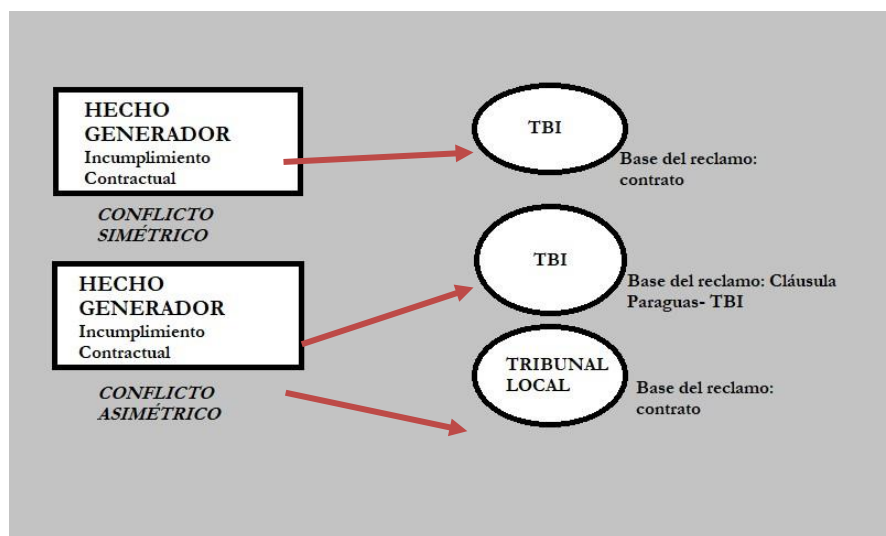 HECHO
GENERADOR
Incumplimiento
Contractual
CONFLICTO
SIMÉTRICO
TBI
Base del reclamo:
contrato
HECHO
GENERADOR
Incumplimiento
Contractual
CONFLICTO
ASIMÉTRICO
TBI
Base del reclamo: Cláusula
Paraguas- TBI
TRIBUNAL
LOCAL
Base del reclamo:
contrato